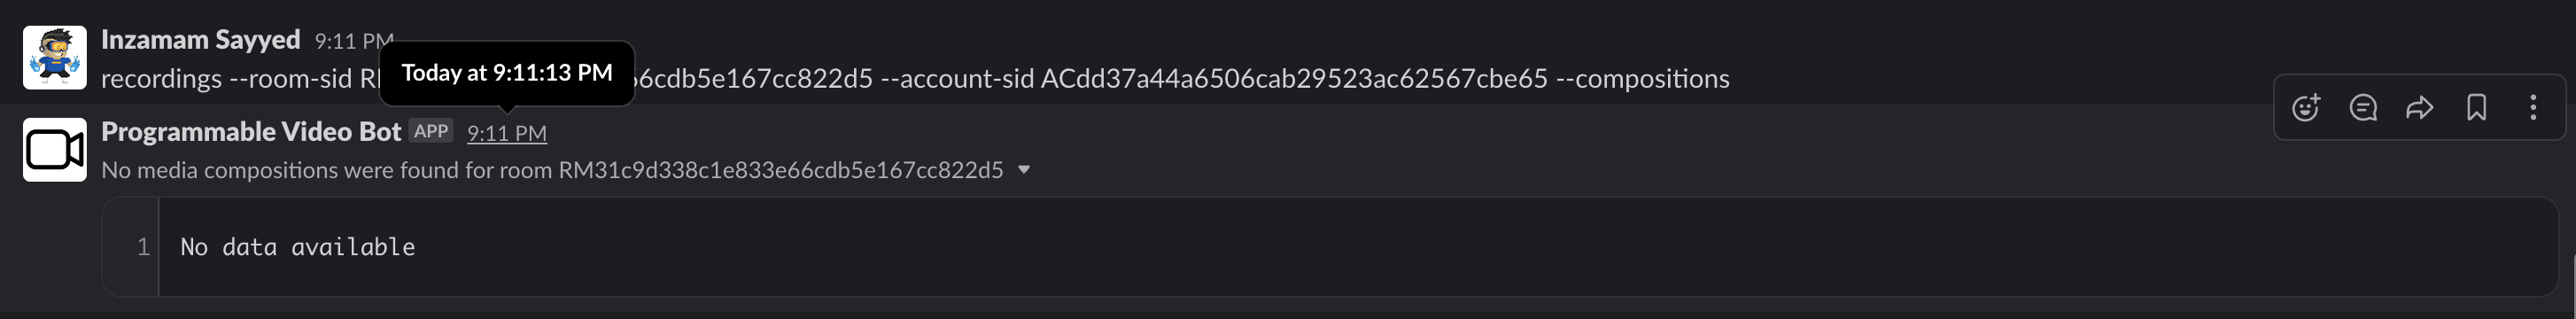 Inzamam Sayyed 9:11 PM
Today at 9:11:13 PM
recordings --room-sid 6cdb5e167cc822d5 --account-sid ACdd37a44a6506cab29523ac62567cbe65 --compositions
Programmable Video Bot APP 9:11 PM
No media compositions were found for room RM31c9d338c1e833e66cdb5e167cc822d5
1 No data available